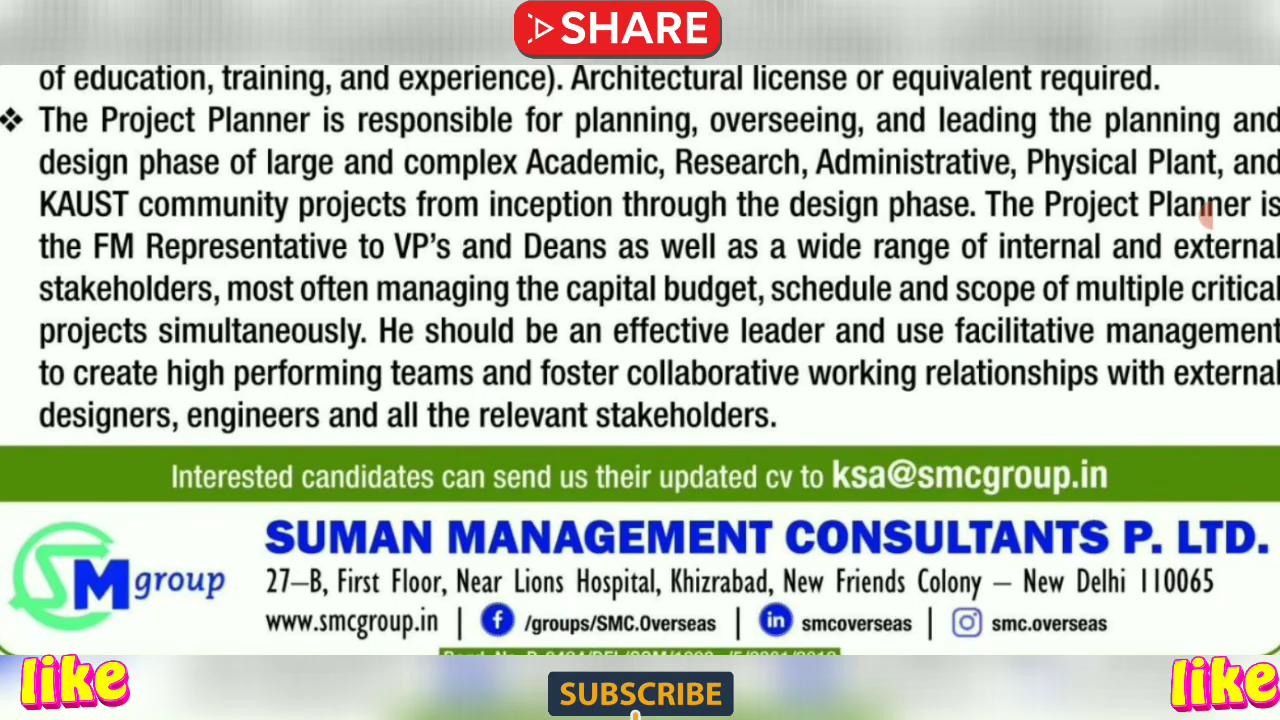 SHARE
of education, training, and experience). Architectural license or equivalent required.
❖ The Project Planner is responsible for planning, overseeing, and leading the planning and
design phase of large and complex Academic, Research, Administrative, Physical Plant, and
KAUST community projects from inception through the design phase. The Project Planner is
the FM Representative to VP's and Deans as well as a wide range of internal and external
stakeholders, most often managing the capital budget, schedule and scope of multiple critical
projects simultaneously. He should be an effective leader and use facilitative management
to create high performing teams and foster collaborative working relationships with external
designers, engineers and all the relevant stakeholders.
Interested candidates can send us their updated cv to ksa@smcgroup.in
SM group
SUMAN MANAGEMENT CONSULTANTS P. LTD.
27–B, First Floor, Near Lions Hospital, Khizrabad, New Friends Colony – New Delhi 110065
www.smcgroup.in | f /groups/SMC.Overseas | in smcoverseas | smc.overseas
like
SUBSCRIBE
like